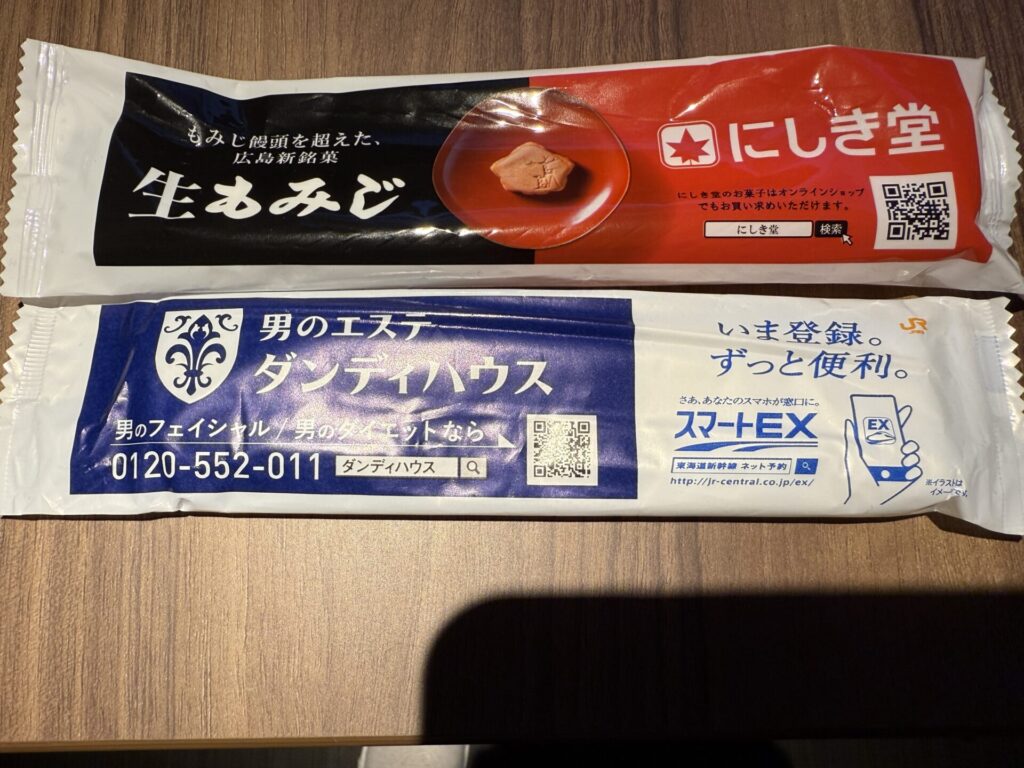 もみじ饅頭を超えた、
広島新銘菓
生もみじ
にしき堂
にしき堂のお菓子はオンラインショップ
でもお買い求めいただけます。
にしき堂 検索
男のエステ
ダンディハウス
男のフェイシャル / 男のダイエットなら
0120-552-011 ダンディハウス
いま登録。
ずっと便利。
JR
さあ、あなたのスマホが窓口に。
スマートEX
東海道新幹線 ネット予約
http://jr-central.co.jp/ex/
EX
※イラストは
イメージです